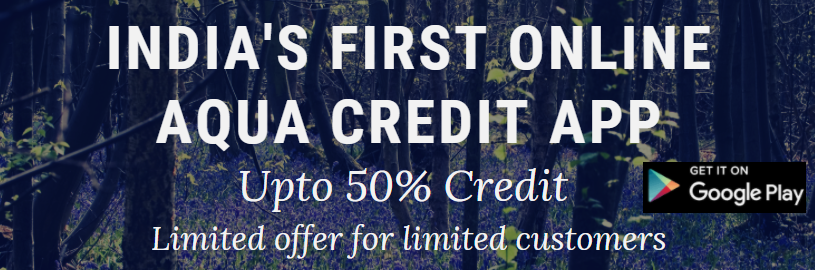 INDIA'S FIRST ONLINE
AQUA CREDIT APP
Upto 50% Credit
GET IT ON
Google Play
Limited offer for limited customers